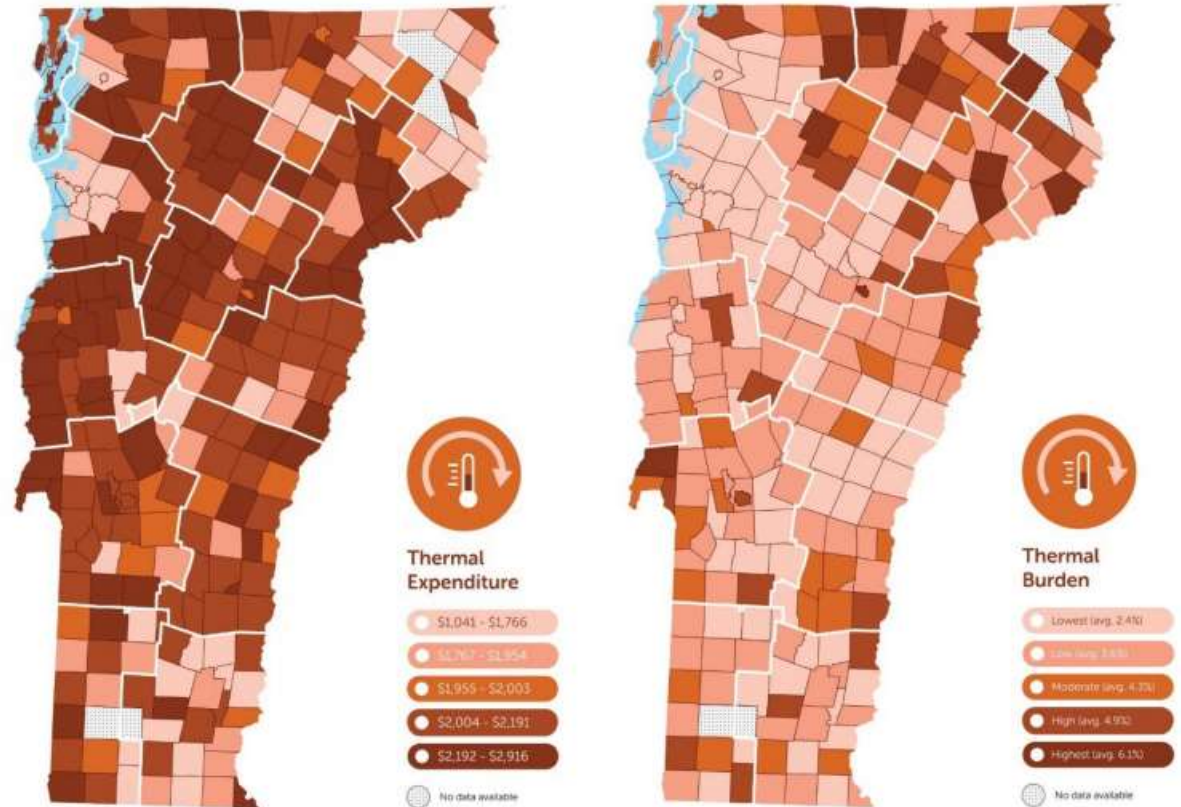 Thermal
Expenditure
$1,041 - $1,766
$1,767 - $1,954
$1,955 - $2,003
$2,004 - $2,191
$2,192 - $2,916
No data available
Thermal
Burden
Lowest (avg. 2.4%)
Low (avg.
Moderate (avg. 4.3%)
High (avg. 4.9%)
Highest (avg. 6.1%)
No data available